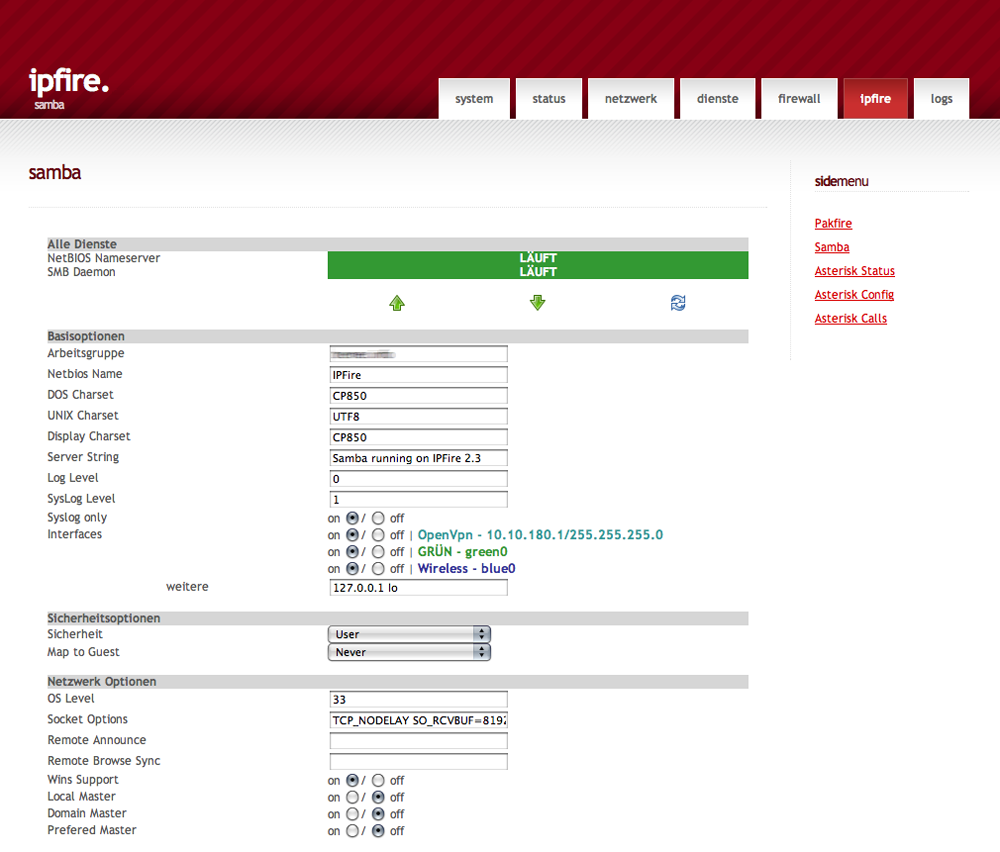 ipfire.
samba
system status netzwerk dienste firewall ipfire logs
samba
Alle Dienste
NetBIOS Nameserver LÄUFT
SMB Daemon LÄUFT
Basisoptionen
Arbeitsgruppe
Netbios Name IPFire
DOS Charset CP850
UNIX Charset UTF8
Display Charset CP850
Server String Samba running on IPFire 2.3
Log Level 0
SysLog Level 1
Syslog only on / off
Interfaces on / off | OpenVpn - 10.10.180.1/255.255.255.0
on / off | GRÜN - green0
on / off | Wireless - blue0
weitere 127.0.0.1 lo
Sicherheitsoptionen
Sicherheit User
Map to Guest Never
Netzwerk Optionen
OS Level 33
Socket Options TCP_NODELAY SO_RCVBUF=8192
Remote Announce
Remote Browse Sync
Wins Support on / off
Local Master on / off
Domain Master on / off
Prefered Master on / off
sidemenu
Pakfire
Samba
Asterisk Status
Asterisk Config
Asterisk Calls